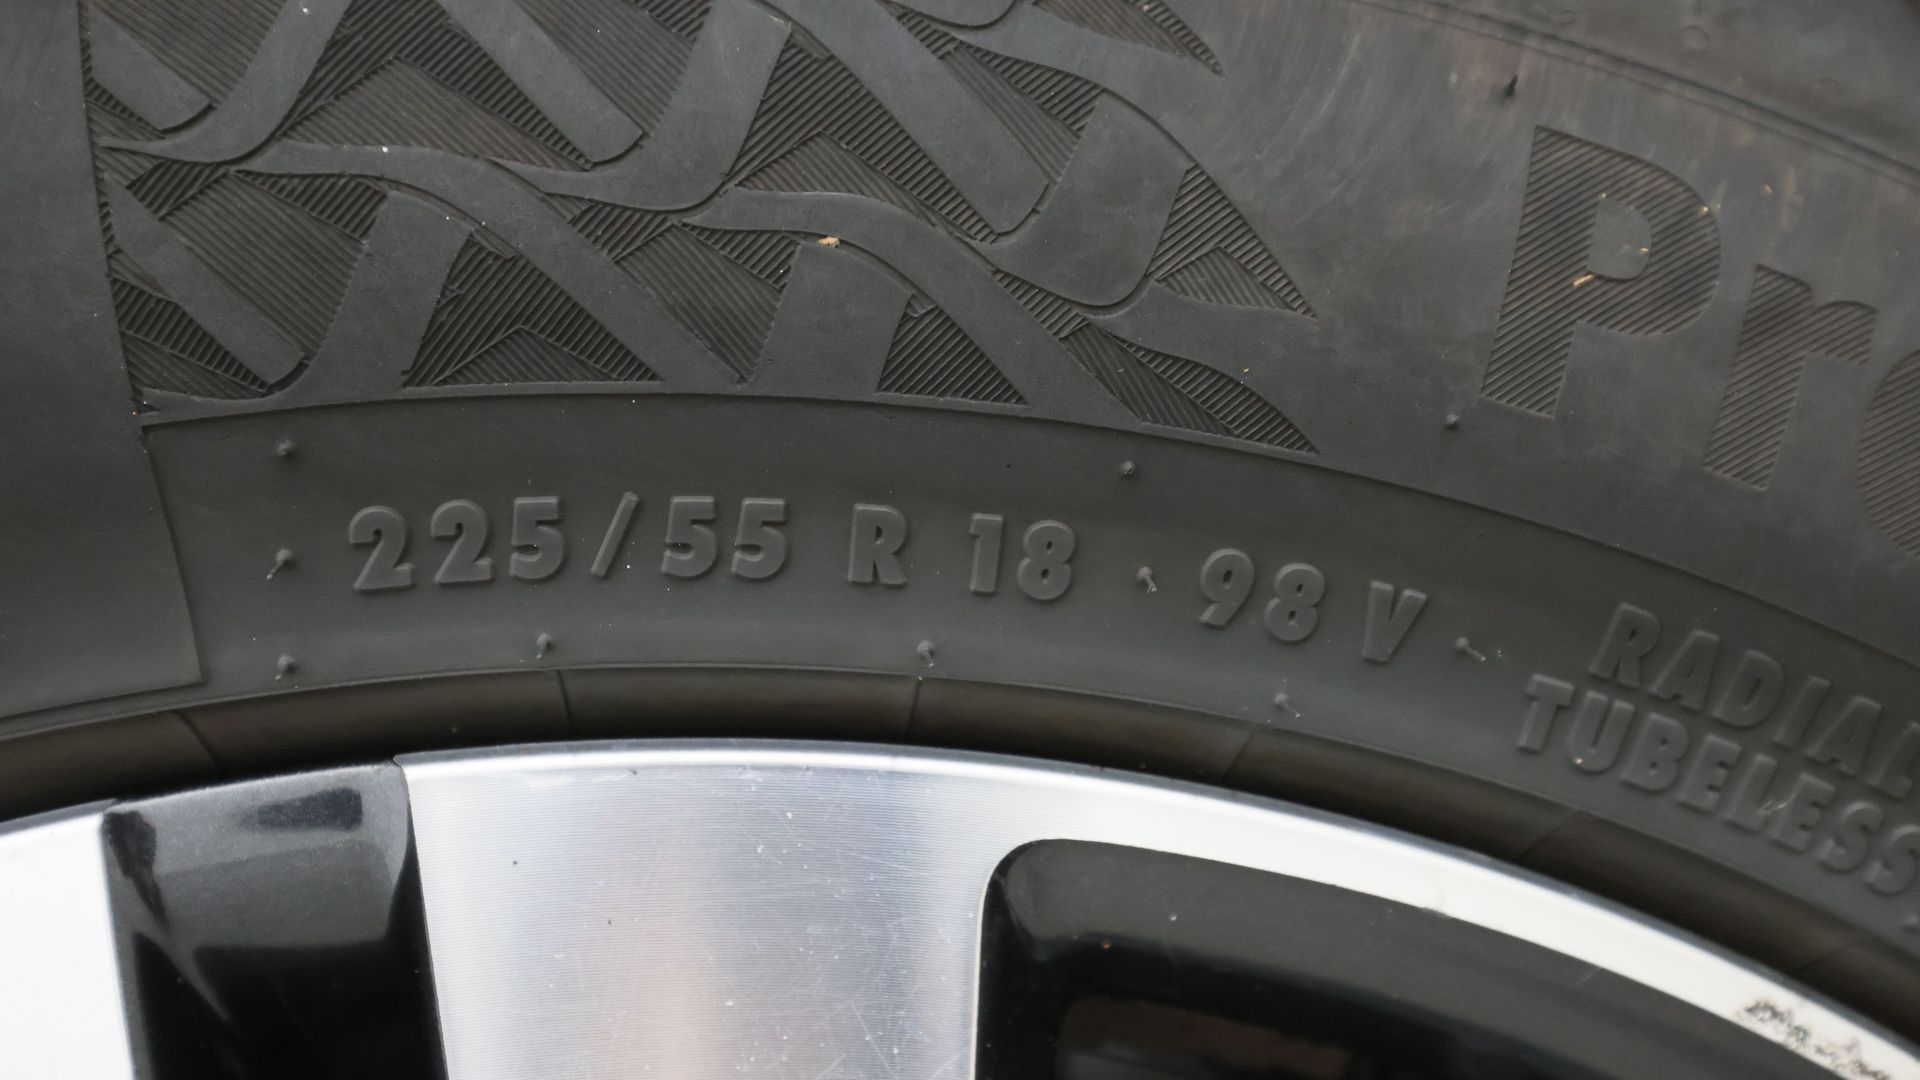 225/55 R 18 98 V
RADIAL
TUBELESS